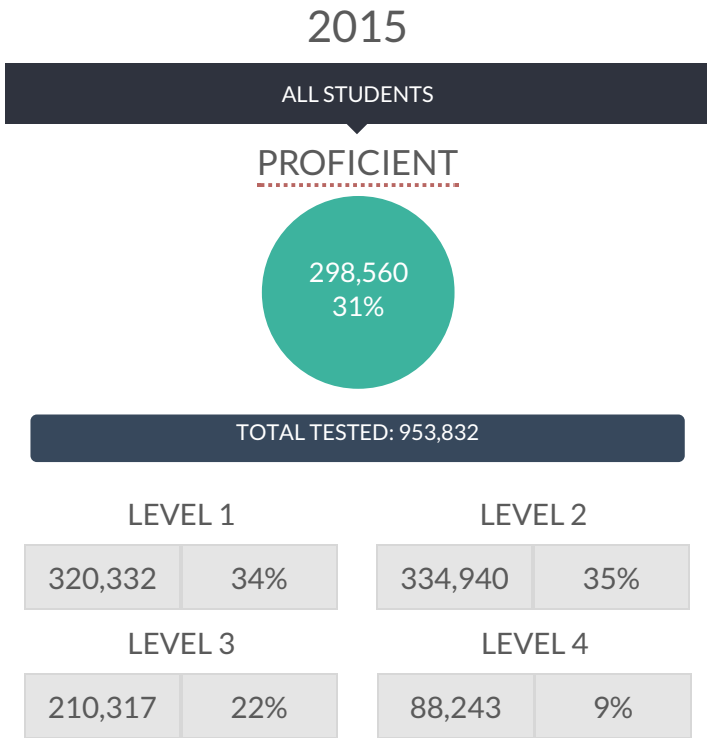 2015
ALL STUDENTS
PROFICIENT
298,560
31%
TOTAL TESTED: 953,832
LEVEL 1 LEVEL 2
320,332 34% 334,940 35%
LEVEL 3 LEVEL 4
210,317 22% 88,243 9%